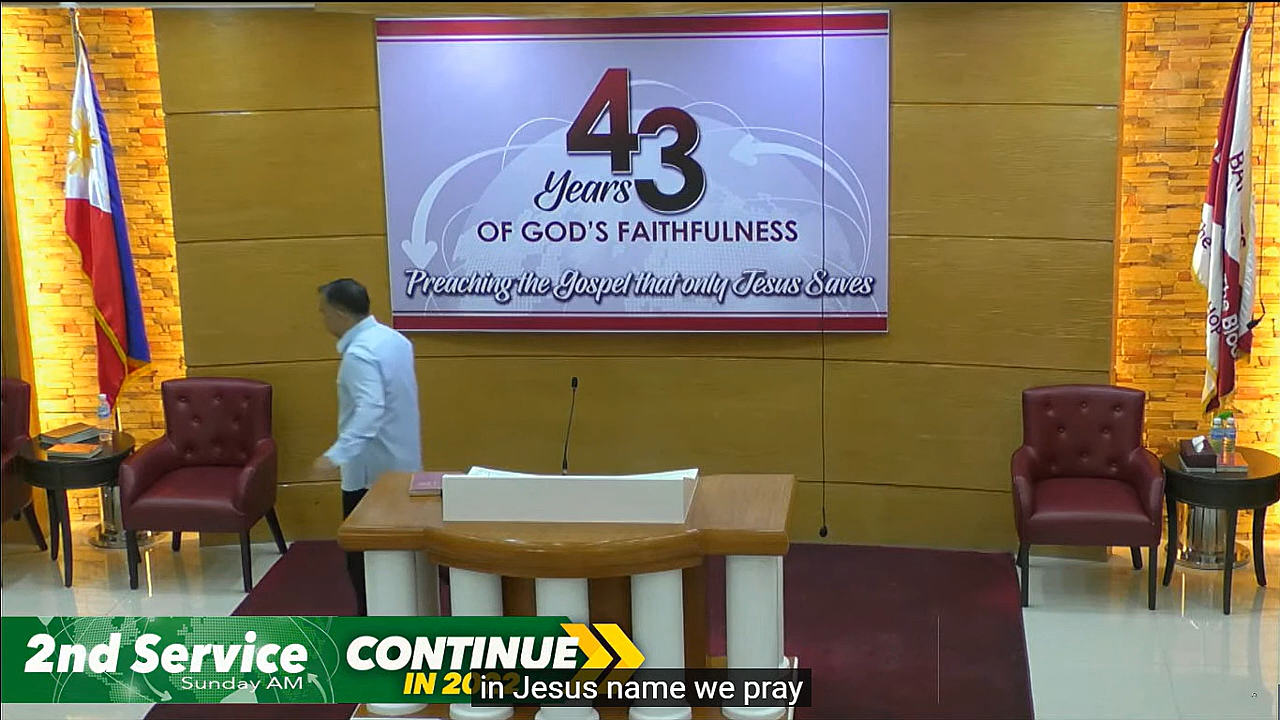 43
Years
OF GOD'S FAITHFULNESS
Preaching the Gospel that only Jesus Saves
2nd Service
Sunday AM
CONTINUE
IN
in Jesus name we pray